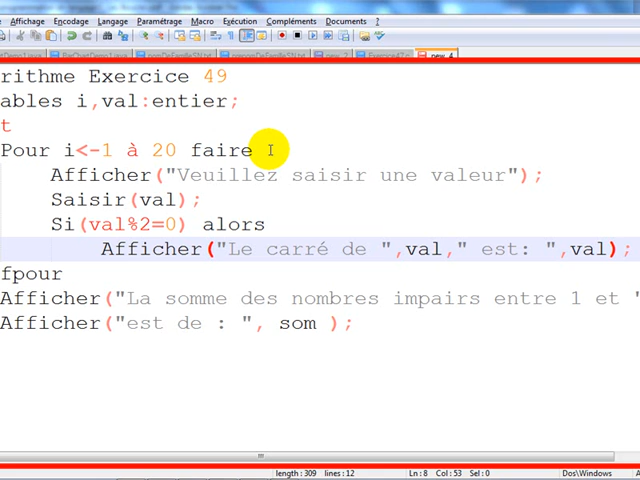 Affichage Encodage Langage Paramétrage Macro Exécution Compléments Documents ?
new_2 Exercice47.c new_4
rithme Exercice 49
ables i,val:entier;
t
Pour i<-1 à 20 faire
Afficher("Veuillez saisir une valeur");
Saisir(val);
Si(val%2=0) alors
Afficher("Le carré de ",val," est: ",val);
fpour
Afficher("La somme des nombres impairs entre 1 et "
Afficher("est de : ", som );
length : 309 lines : 12 Ln : 8 Col : 53 Sel : 0 Dos\Windows